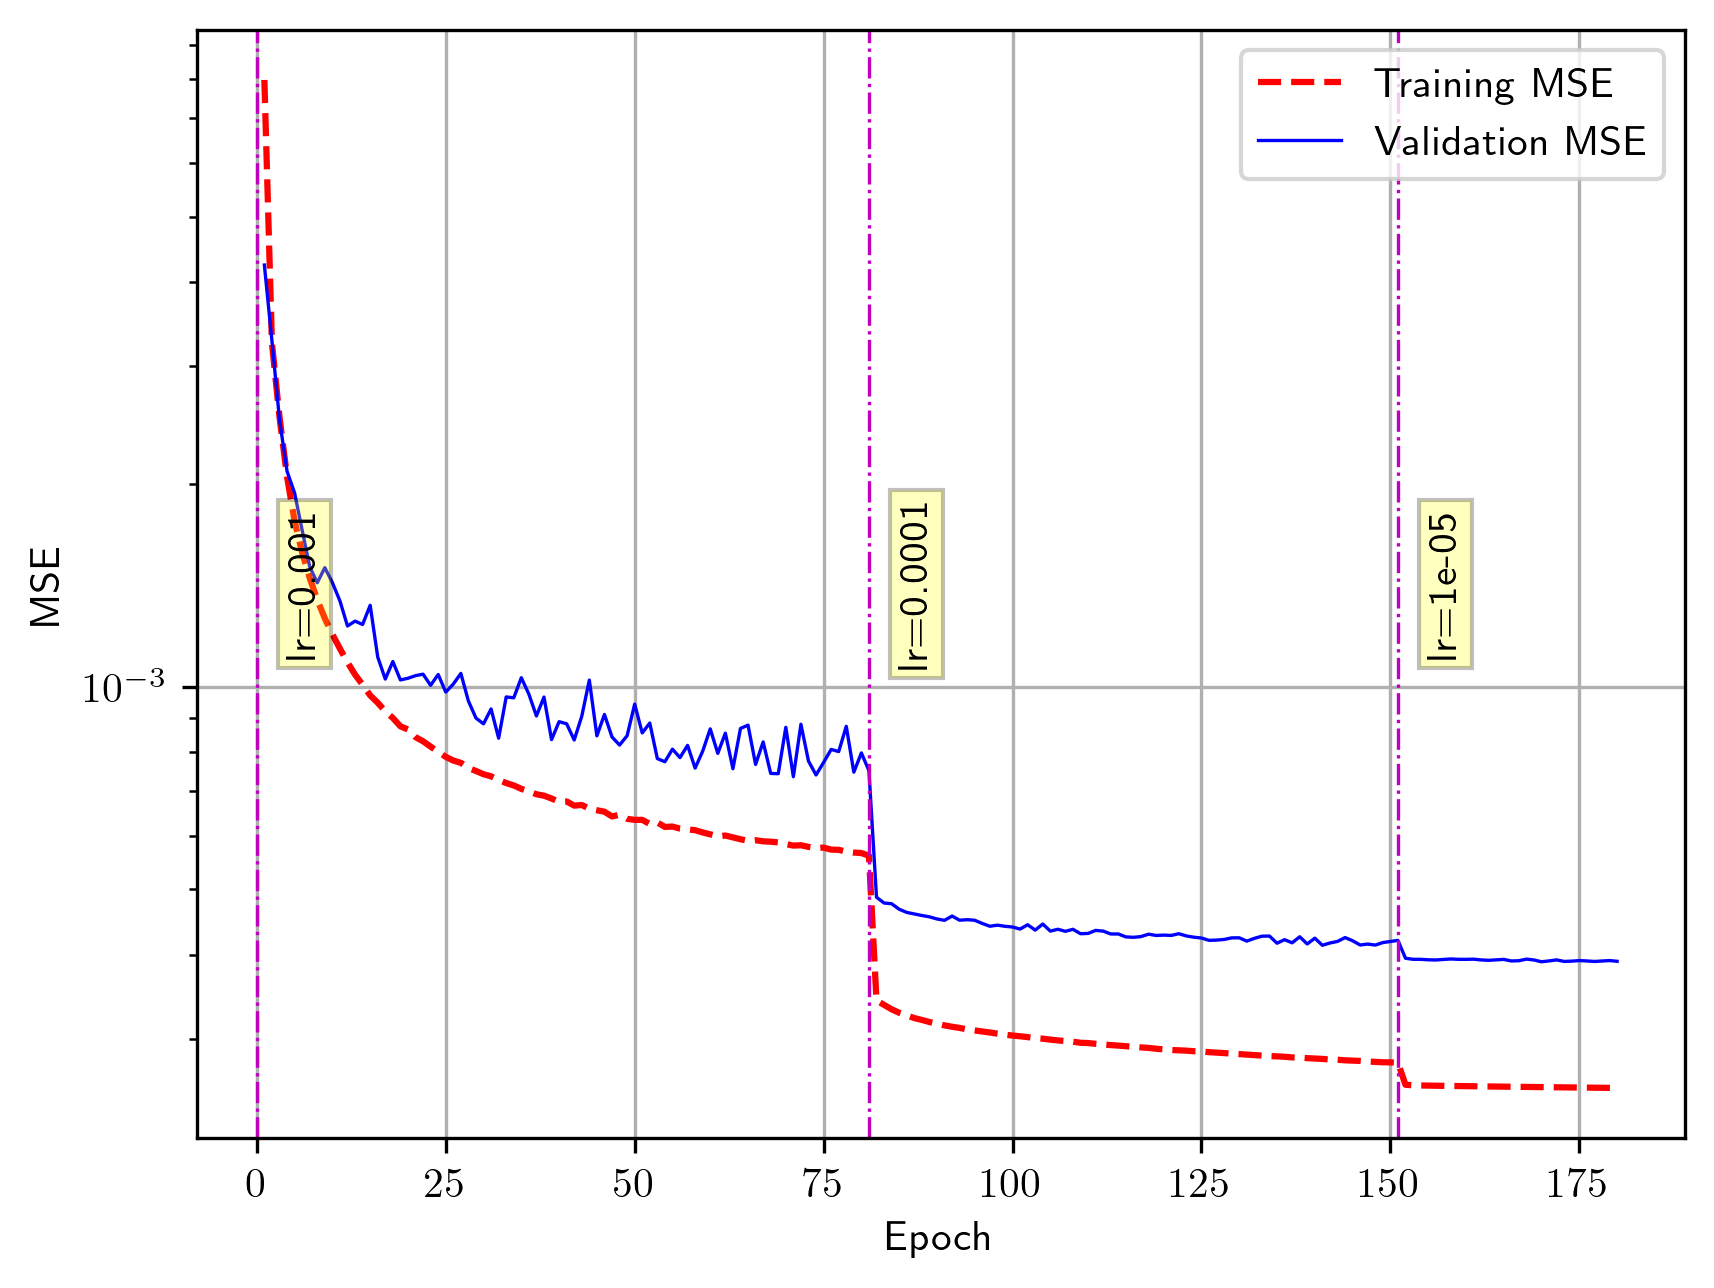 Training MSE
Validation MSE
lr=0.001
lr=0.0001
lr=1e-05
MSE
10⁻³
0 25 50 75 100 125 150 175
Epoch